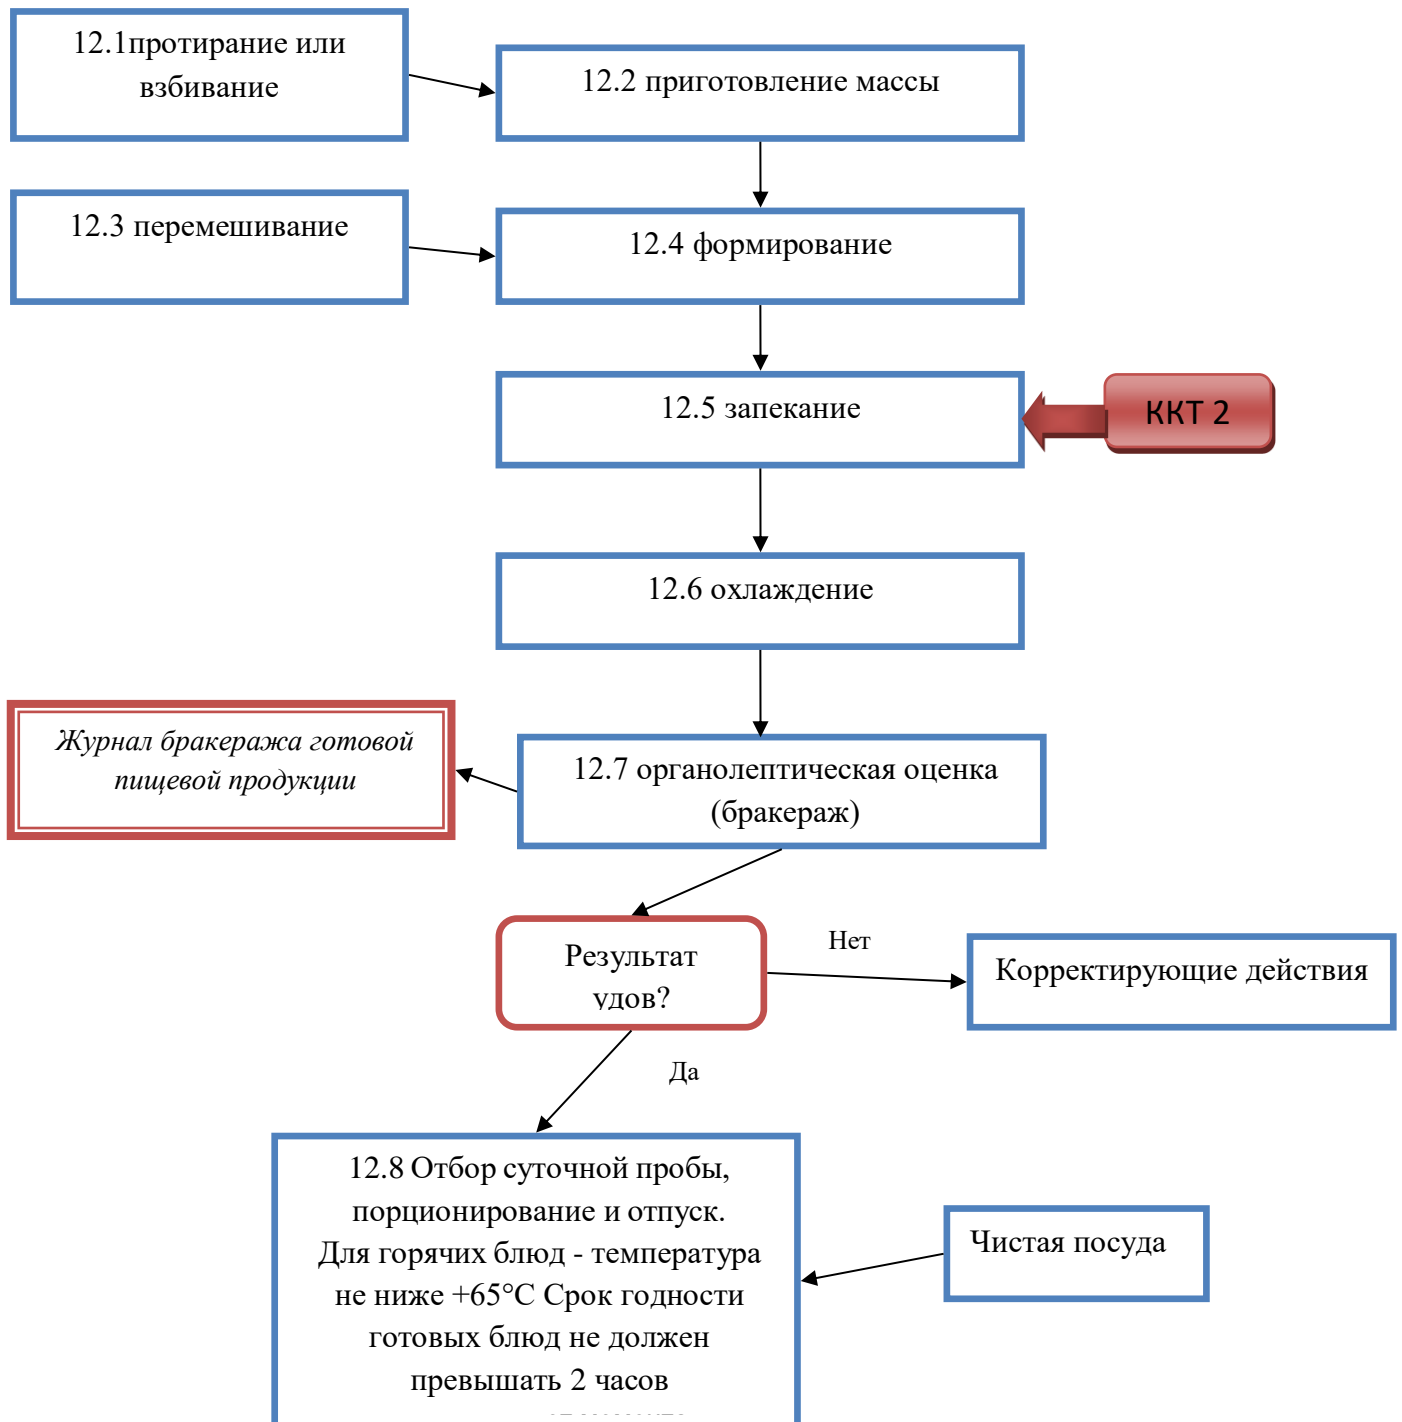 12.1протирание или
взбивание
12.2 приготовление массы
12.3 перемешивание
12.4 формирование
12.5 запекание
ККТ 2
12.6 охлаждение
Журнал бракеража готовой
пищевой продукции
12.7 органолептическая оценка
(бракераж)
Результат
удов?
Нет
Корректирующие действия
Да
12.8 Отбор суточной пробы,
порционирование и отпуск.
Для горячих блюд - температура
не ниже +65°С Срок годности
готовых блюд не должен
превышать 2 часов
Чистая посуда